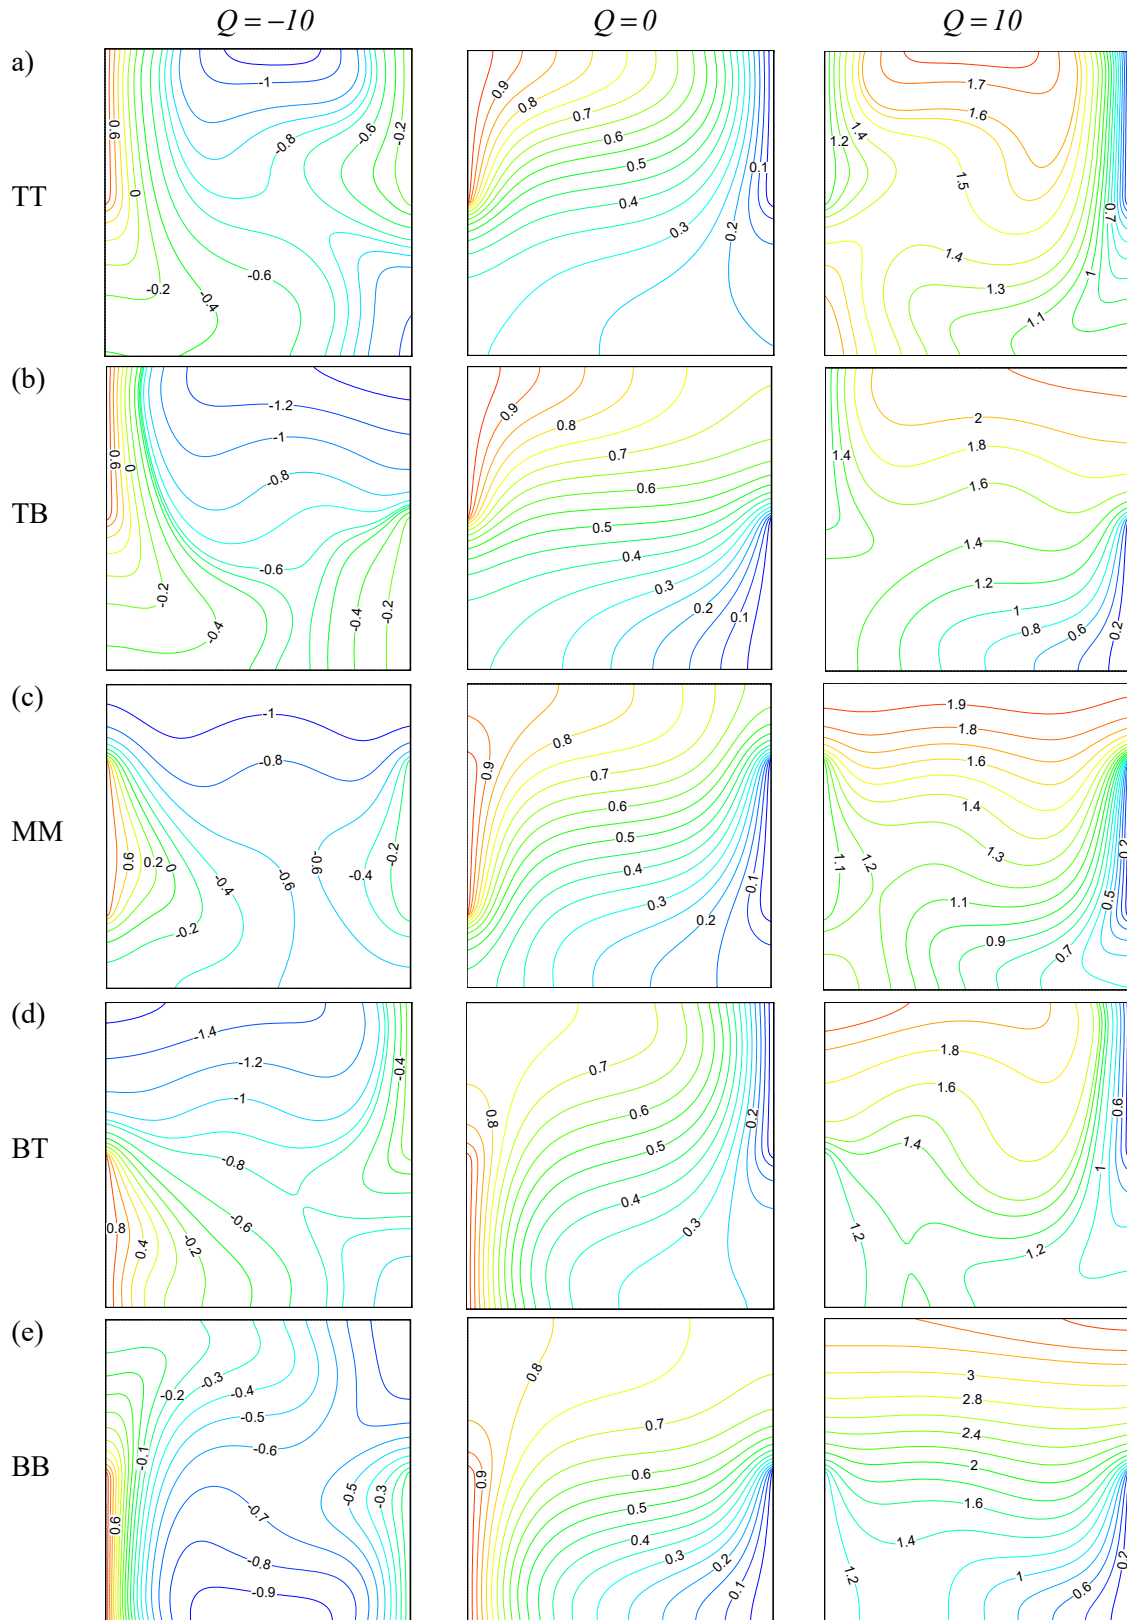 Q = −10 Q = 0 Q = 10
a)
TT
0.6 0 -0.2 -0.4 -0.6 -0.8 -1 -0.6 -0.2
0.9 0.8 0.7 0.6 0.5 0.4 0.3 0.2 0.1
1.2 1.4 1.7 1.6 1.5 1.4 1.3 1.1 1 0.7
(b)
TB
0.6 0 -0.2 -0.4 -1.2 -1 -0.8 -0.6 -0.4 -0.2
0.9 0.8 0.7 0.6 0.5 0.4 0.3 0.2 0.1
1.4 2 1.8 1.6 1.4 1.2 1 0.8 0.6 0.2
(c)
MM
-1 -0.8 0.6 0.2 0 -0.2 -0.4 -0.6 -0.6 -0.4 -0.2
0.9 0.8 0.7 0.6 0.5 0.4 0.3 0.2 0.1
1.9 1.8 1.6 1.4 1.3 1.1 1.2 1.1 0.9 0.7 0.5 0.2
(d)
BT
-1.4 -1.2 -1 -0.8 -0.6 -0.2 0.4 0.8 -0.4
0.8 0.7 0.6 0.5 0.4 0.3 0.2
1.8 1.6 1.4 1.2 1.2 1 0.6
(e)
BB
-0.2 -0.3 -0.4 -0.5 -0.6 -0.1 0.6 -0.7 -0.8 -0.9 -0.5 -0.3
0.9 0.8 0.7 0.6 0.5 0.4 0.3 0.2 0.1
3 2.8 2.4 2 1.6 1.4 1.2 1 0.6 0.2